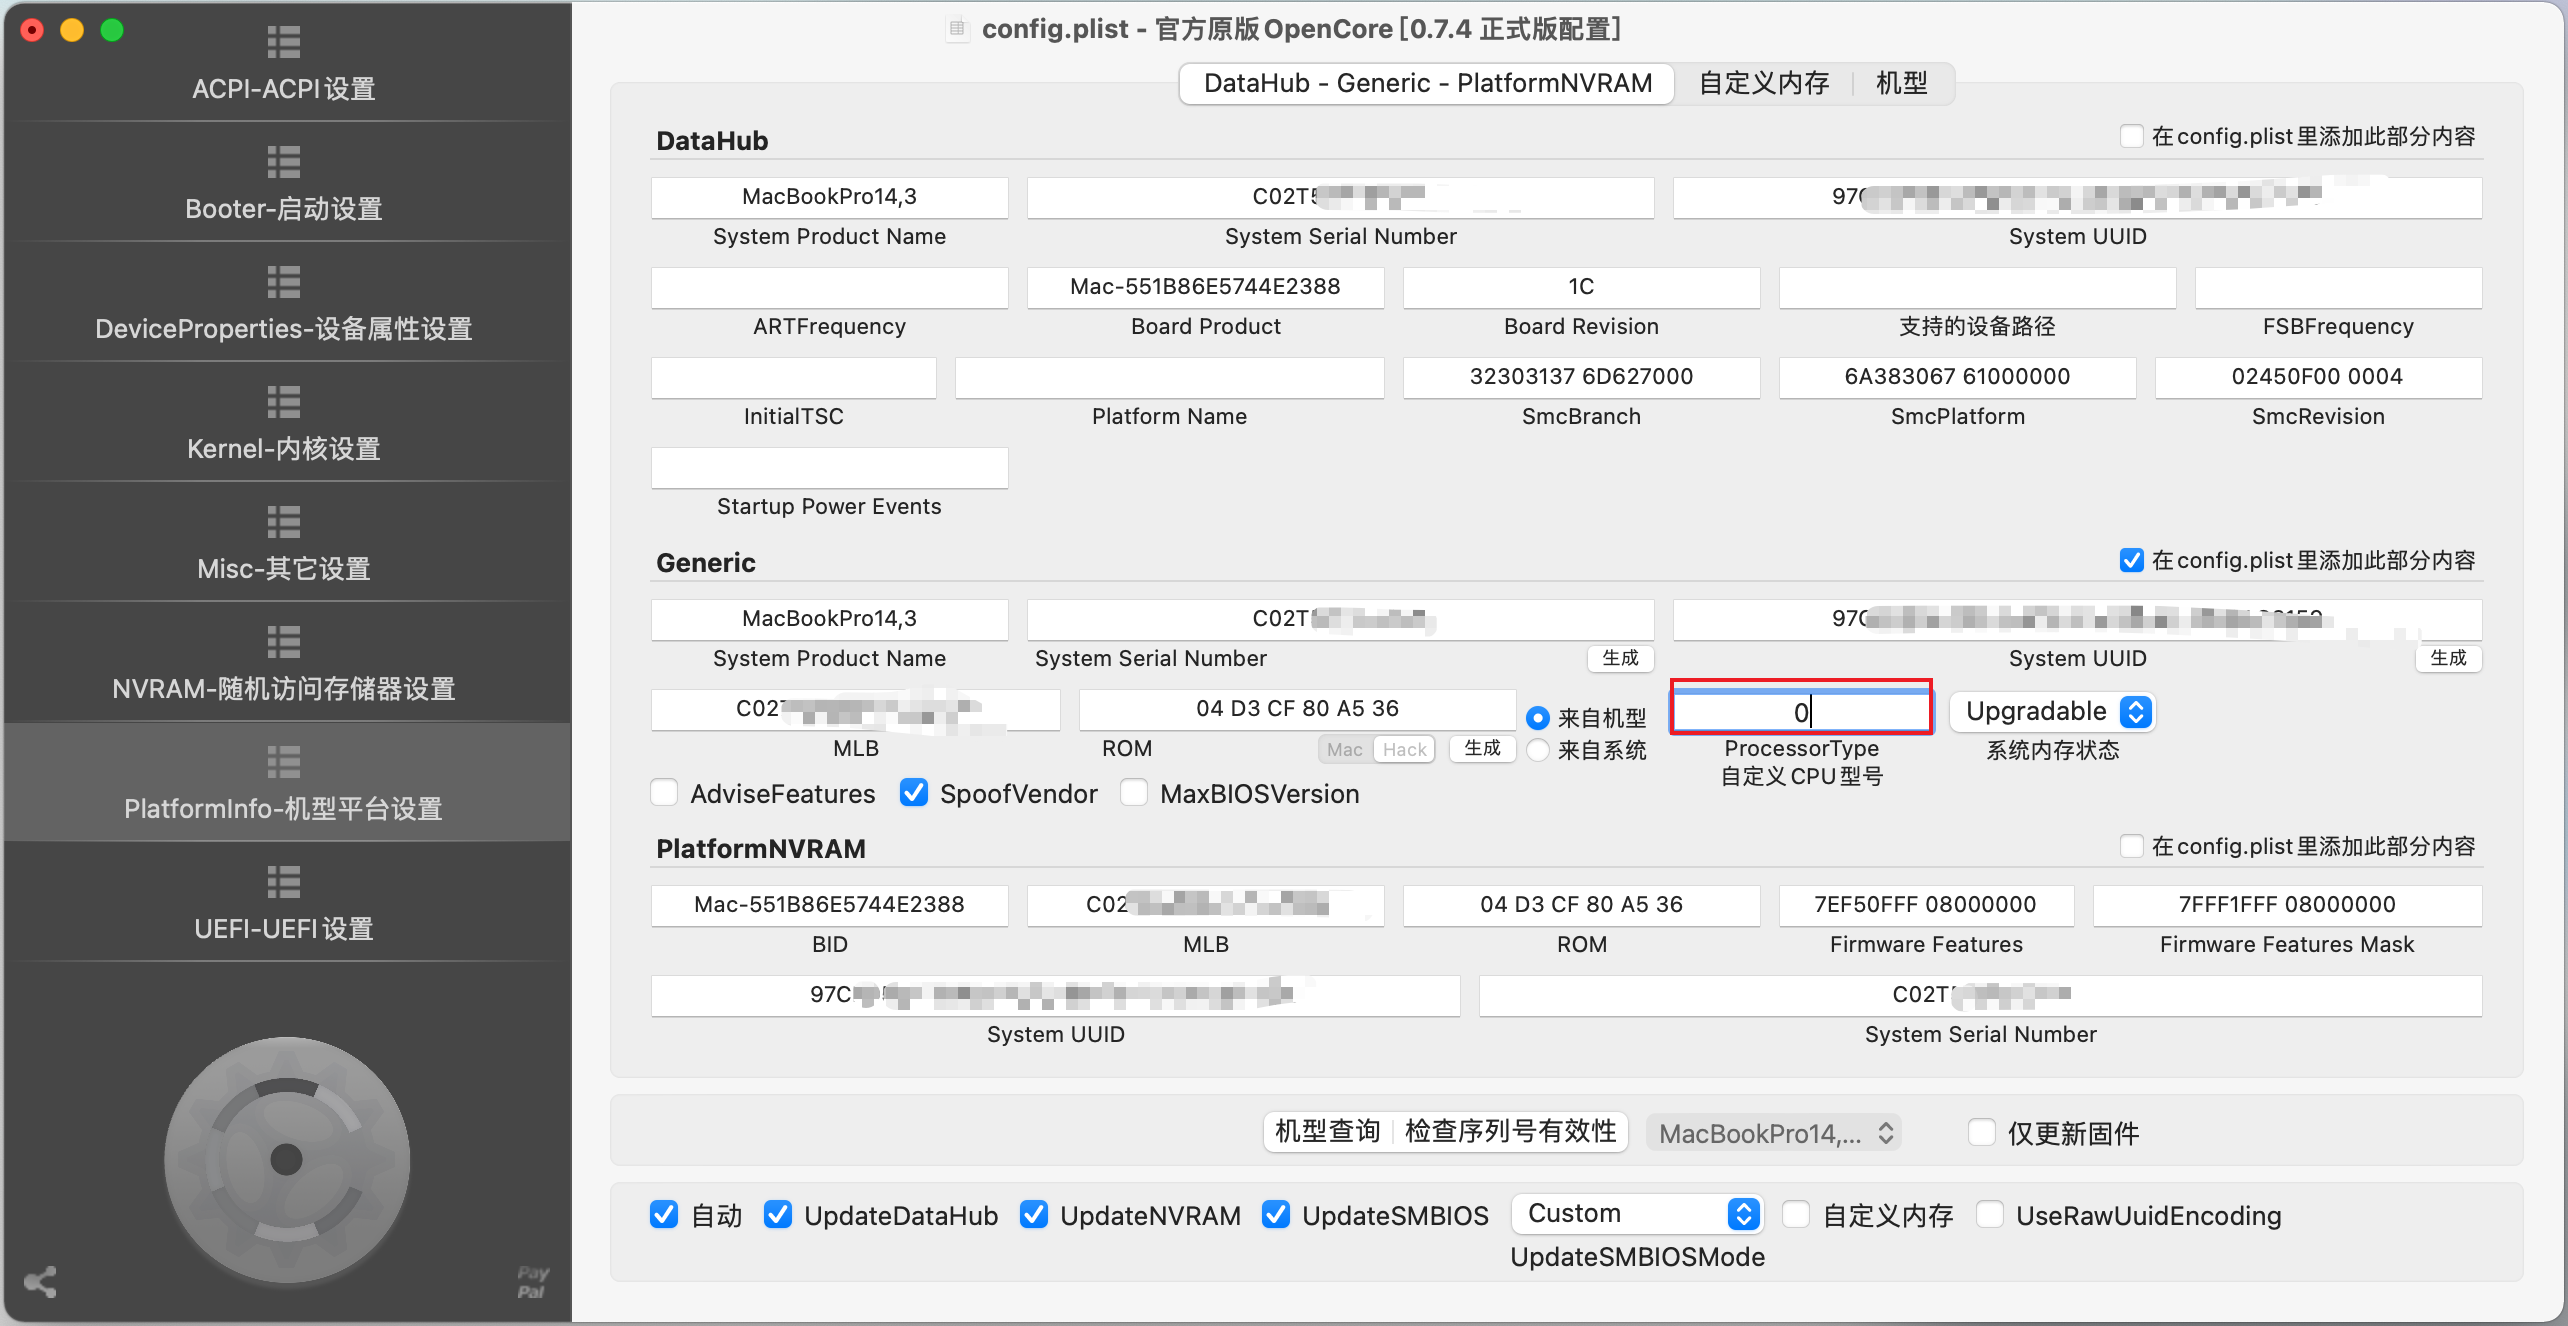 config.plist - 官方原版OpenCore[0.7.4 正式版配置]
ACPI-ACPI设置
Booter-启动设置
DeviceProperties-设备属性设置
Kernel-内核设置
Misc-其它设置
NVRAM-随机访问存储器设置
PlatformInfo-机型平台设置
UEFI-UEFI设置
Pay
Pal
DataHub - Generic - PlatformNVRAM 自定义内存 机型
DataHub 在config.plist里添加此部分内容
MacBookPro14,3 C02T 97
System Product Name System Serial Number System UUID
Mac-551B86E5744E2388 1C
ARTFrequency Board Product Board Revision 支持的设备路径 FSBFrequency
32303137 6D627000 6A383067 61000000 02450F00 0004
InitialTSC Platform Name SmcBranch SmcPlatform SmcRevision
Startup Power Events
Generic 在config.plist里添加此部分内容
MacBookPro14,3 C02T 97
System Product Name System Serial Number 生成 System UUID 生成
C02 04 D3 CF 80 A5 36 来自机型 0 Upgradable
MLB ROM Mac Hack 生成 来自系统 ProcessorType 系统内存状态
自定义CPU型号
AdviseFeatures SpoofVendor MaxBIOSVersion
PlatformNVRAM 在config.plist里添加此部分内容
Mac-551B86E5744E2388 C02 04 D3 CF 80 A5 36 7EF50FFF 08000000 7FFF1FFF 08000000
BID MLB ROM Firmware Features Firmware Features Mask
97C C02T
System UUID System Serial Number
机型查询 检查序列号有效性 MacBookPro14,... 仅更新固件
自动 UpdateDataHub UpdateNVRAM UpdateSMBIOS Custom 自定义内存 UseRawUuidEncoding
UpdateSMBIOSMode